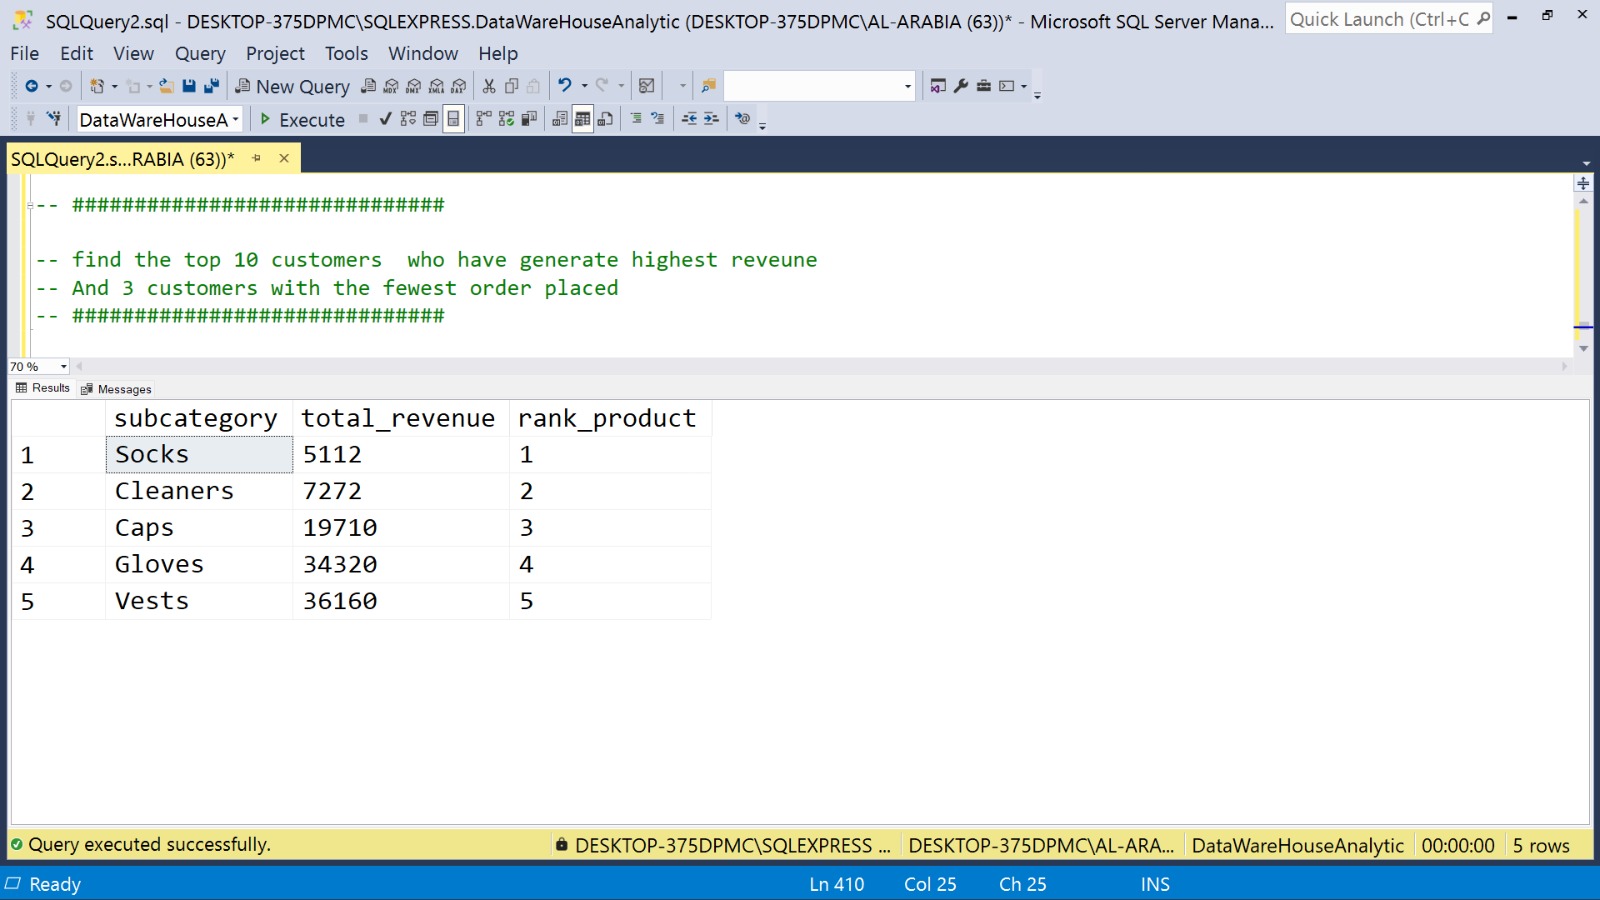 SQLQuery2.sql - DESKTOP-375DPMC\SQLEXPRESS.DataWareHouseAnalytic (DESKTOP-375DPMC\AL-ARABIA (63))* - Microsoft SQL Server Mana...
Quick Launch (Ctrl+C
File Edit View Query Project Tools Window Help
New Query
DataWareHouseA
Execute
SQLQuery2.s...RABIA (63))*
-- ##############################
-- find the top 10 customers  who have generate highest reveune
-- And 3 customers with the fewest order placed
-- ##############################
70 %
Results Messages
subcategory total_revenue rank_product
1 Socks 5112 1
2 Cleaners 7272 2
3 Caps 19710 3
4 Gloves 34320 4
5 Vests 36160 5
Query executed successfully. DESKTOP-375DPMC\SQLEXPRESS ... DESKTOP-375DPMC\AL-ARA... DataWareHouseAnalytic 00:00:00 5 rows
Ready Ln 410 Col 25 Ch 25 INS